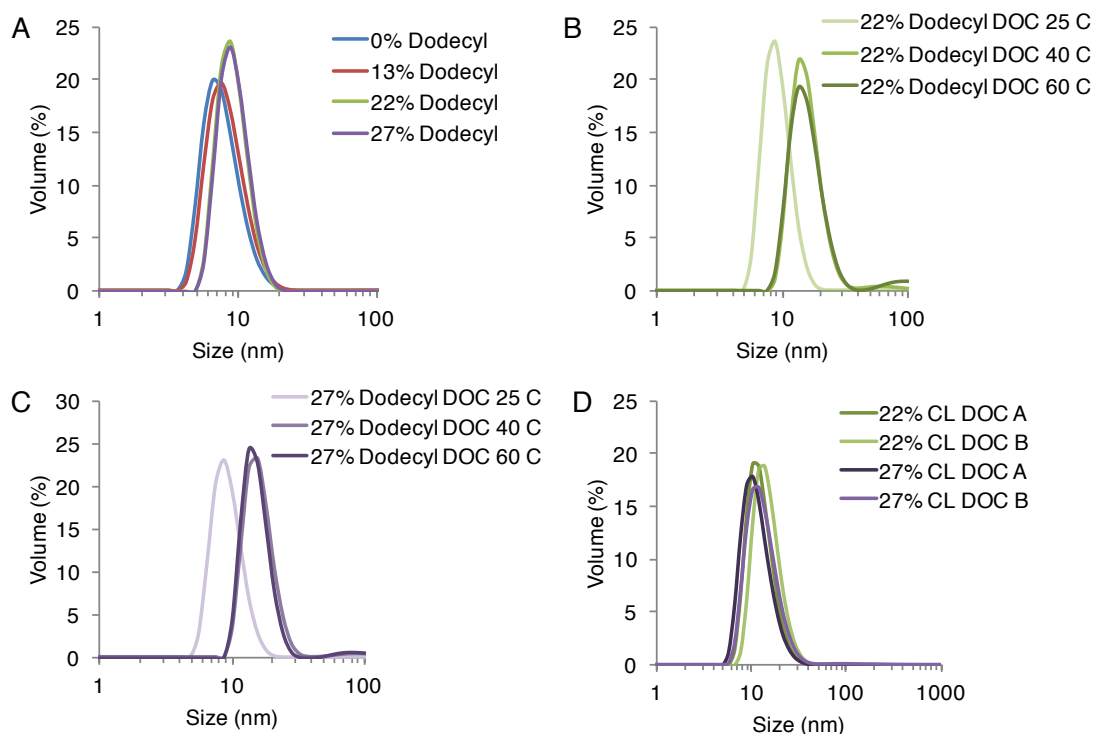 A
25
20
15
10
5
0
Volume (%)
1
10
100
Size (nm)
0% Dodecyl
13% Dodecyl
22% Dodecyl
27% Dodecyl
B
25
20
15
10
5
0
Volume (%)
1
10
100
Size (nm)
22% Dodecyl DOC 25 C
22% Dodecyl DOC 40 C
22% Dodecyl DOC 60 C
C
30
25
20
15
10
5
0
Volume (%)
1
10
100
Size (nm)
27% Dodecyl DOC 25 C
27% Dodecyl DOC 40 C
27% Dodecyl DOC 60 C
D
25
20
15
10
5
0
Volume (%)
1
10
100
1000
Size (nm)
22% CL DOC A
22% CL DOC B
27% CL DOC A
27% CL DOC B